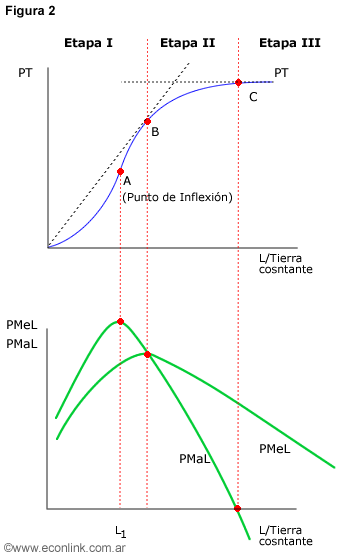 Figura 2
Etapa I
Etapa II
Etapa III
PT
PT
C
B
A
(Punto de Inflexión)
L/Tierra
cosntante
PMeL
PMaL
PMaL
PMeL
L1
L/Tierra
cosntante
©www.econlink.com.ar